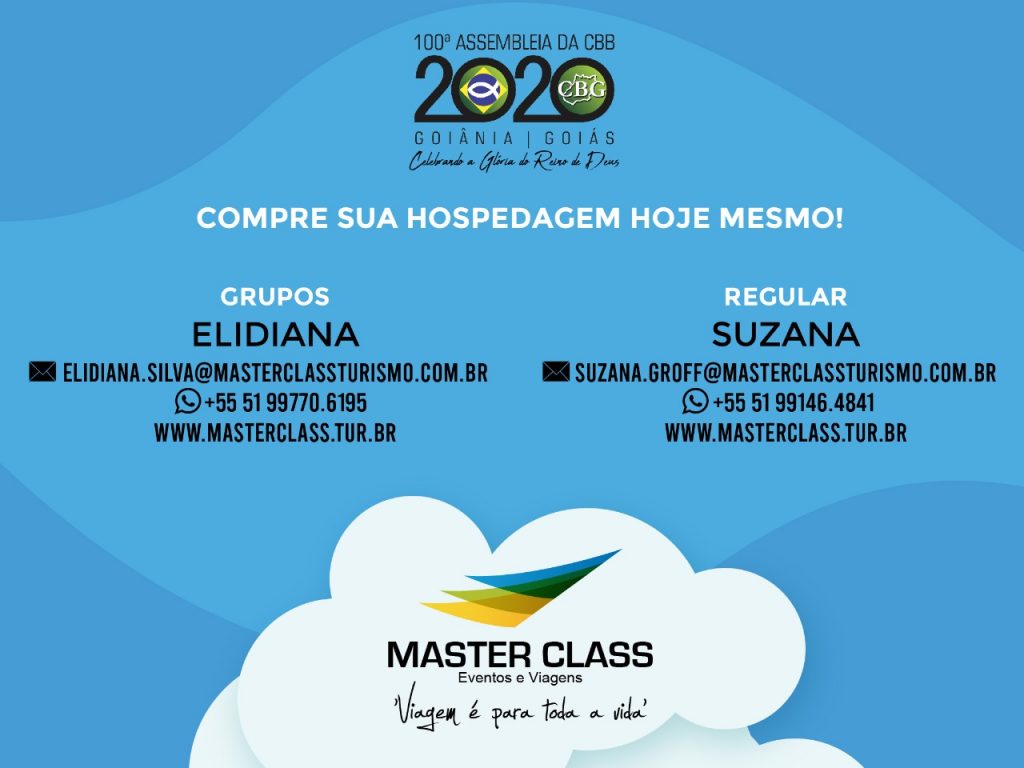 100ª ASSEMBLEIA DA CBB
2020
CBG
GOIÂNIA | GOIÁS
Celebrando a Glória do Reino de Deus
COMPRE SUA HOSPEDAGEM HOJE MESMO!
GRUPOS
ELIDIANA
ELIDIANA.SILVA@MASTERCLASSTURISMO.COM.BR
+55 51 99770.6195
WWW.MASTERCLASS.TUR.BR
REGULAR
SUZANA
SUZANA.GROFF@MASTERCLASSTURISMO.COM.BR
+55 51 99146.4841
WWW.MASTERCLASS.TUR.BR
MASTER CLASS
Eventos e Viagens
'Viagem é para toda a vida'